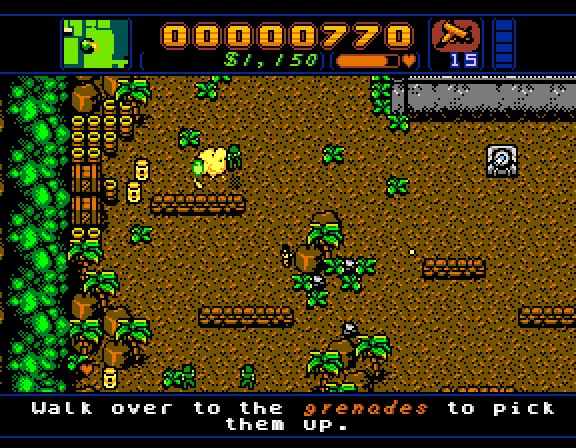 00000770
$1,150
15
Walk over to the grenades to pick
them up.